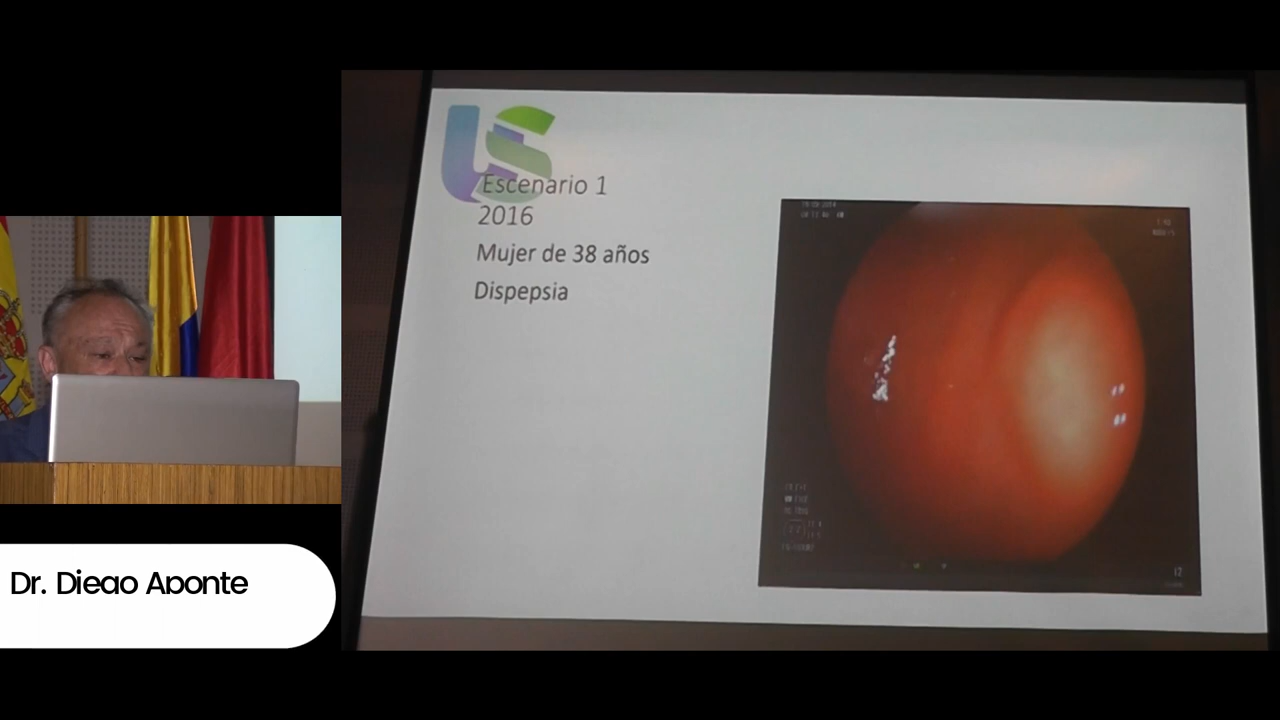 Escenario 1
2016
Mujer de 38 años
Dispepsia
Dr. Diego Aponte